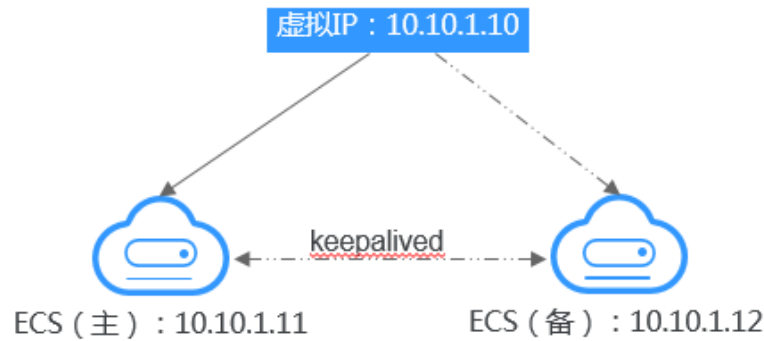 虚拟IP：10.10.1.10
keepalived
ECS（主）：10.10.1.11
ECS（备）：10.10.1.12